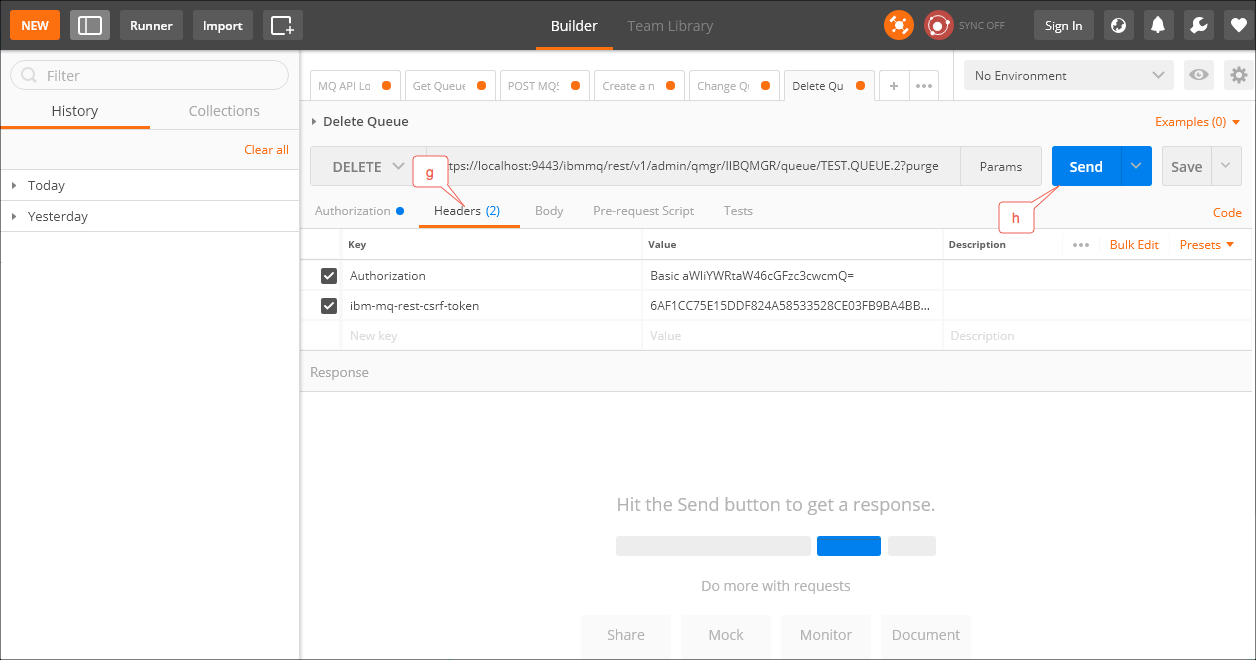 NEW Runner Import Builder Team Library SYNC OFF Sign In
Filter
History Collections
Clear all
Today
Yesterday
MQ API Lo Get Queue POST MQS Create a n Change Qu Delete Qu + ••• No Environment
Delete Queue Examples (0)
DELETE ttps://localhost:9443/ibmmq/rest/v1/admin/qmgr/IIBQMGR/queue/TEST.QUEUE.2?purge Params Send Save
g
h
Authorization Headers (2) Body Pre-request Script Tests Code
Key Value Description ••• Bulk Edit Presets
Authorization Basic aWliYWRtaW46cGFzc3cwcmQ=
ibm-mq-rest-csrf-token 6AF1CC75E15DDF824A58533528CE03FB9BA4BB...
New key Value Description
Response
Hit the Send button to get a response.
Do more with requests
Share Mock Monitor Document